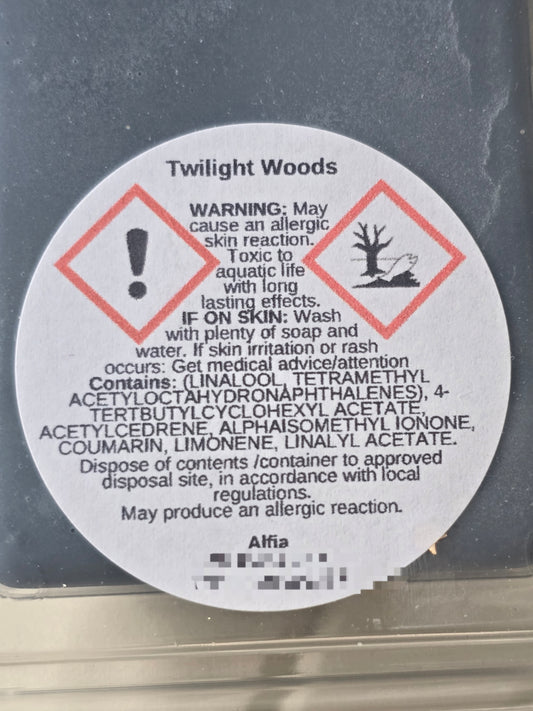 Twilight Woods
WARNING: May
cause an allergic
skin reaction.
Toxic to
aquatic life
with long
lasting effects.
IF ON SKIN: Wash
with plenty of soap and
water. If skin irritation or rash
occurs: Get medical advice/attention
Contains: (LINALOOL, TETRAMETHYL
ACETYLOCTAHYDRONAPHTHALENES), 4-
TERTBUTYLCYCLOHEXYL ACETATE,
ACETYLCEDRENE, ALPHAISOMETHYL IONONE,
COUMARIN, LIMONENE, LINALYL ACETATE.
Dispose of contents /container to approved
disposal site, in accordance with local
regulations.
May produce an allergic reaction.
Alfia